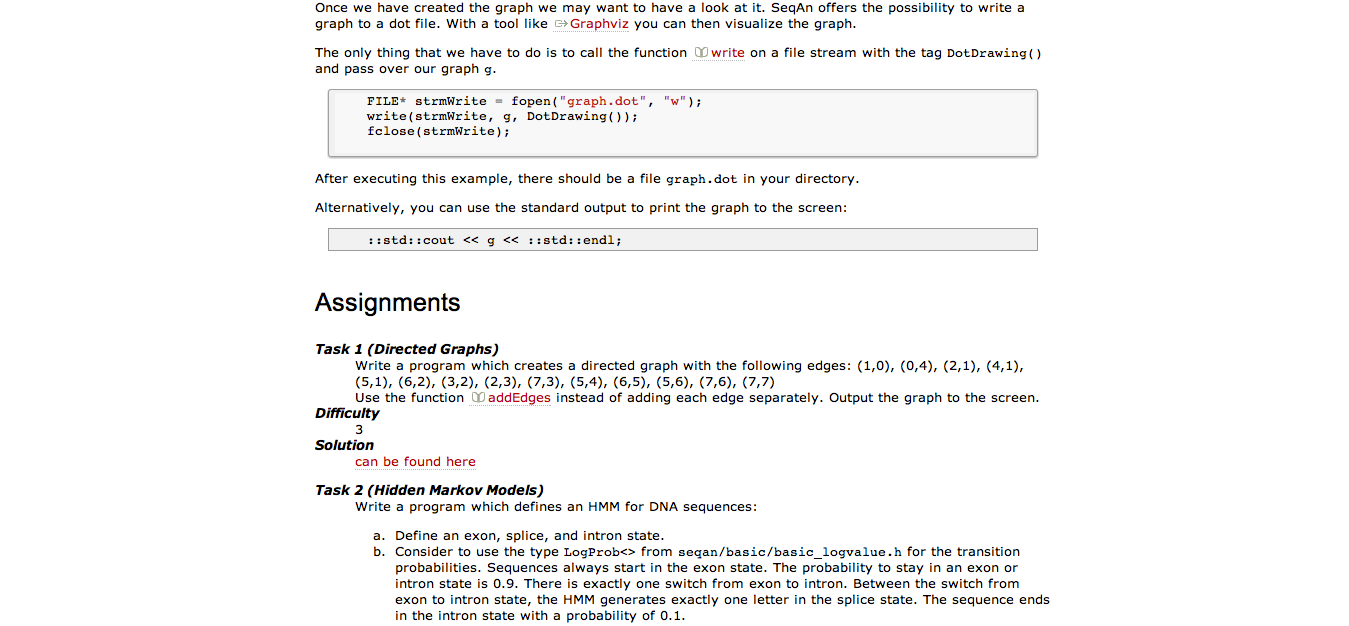 Once we have created the graph we may want to have a look at it. SeqAn offers the possibility to write a
graph to a dot file. With a tool like Graphviz you can then visualize the graph.
The only thing that we have to do is to call the function write on a file stream with the tag DotDrawing()
and pass over our graph g.
FILE* strmWrite = fopen("graph.dot", "w");
write(strmWrite, g, DotDrawing());
fclose(strmWrite);
After executing this example, there should be a file graph.dot in your directory.
Alternatively, you can use the standard output to print the graph to the screen:
::std::cout << g << ::std::endl;
Assignments
Task 1 (Directed Graphs)
Write a program which creates a directed graph with the following edges: (1,0), (0,4), (2,1), (4,1),
(5,1), (6,2), (3,2), (2,3), (7,3), (5,4), (6,5), (5,6), (7,6), (7,7)
Use the function addEdges instead of adding each edge separately. Output the graph to the screen.
Difficulty
3
Solution
can be found here
Task 2 (Hidden Markov Models)
Write a program which defines an HMM for DNA sequences:
a. Define an exon, splice, and intron state.
b. Consider to use the type LogProb<> from seqan/basic/basic_logvalue.h for the transition
probabilities. Sequences always start in the exon state. The probability to stay in an exon or
intron state is 0.9. There is exactly one switch from exon to intron. Between the switch from
exon to intron state, the HMM generates exactly one letter in the splice state. The sequence ends
in the intron state with a probability of 0.1.